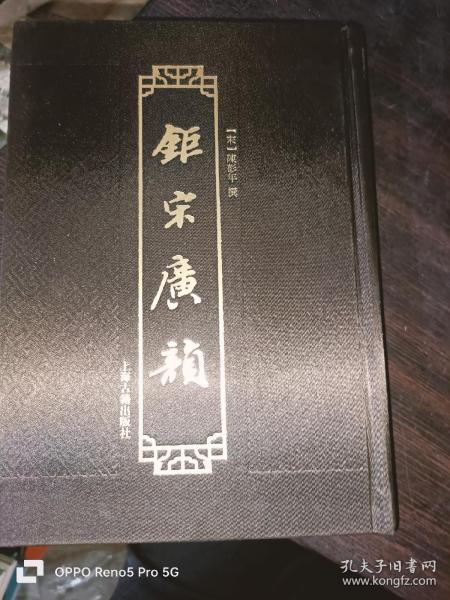 鉅宋廣韻
[宋]陳彭年 撰
上海古籍出版社
OPPO Reno5 Pro 5G
孔夫子旧书网
www.kongfz.com